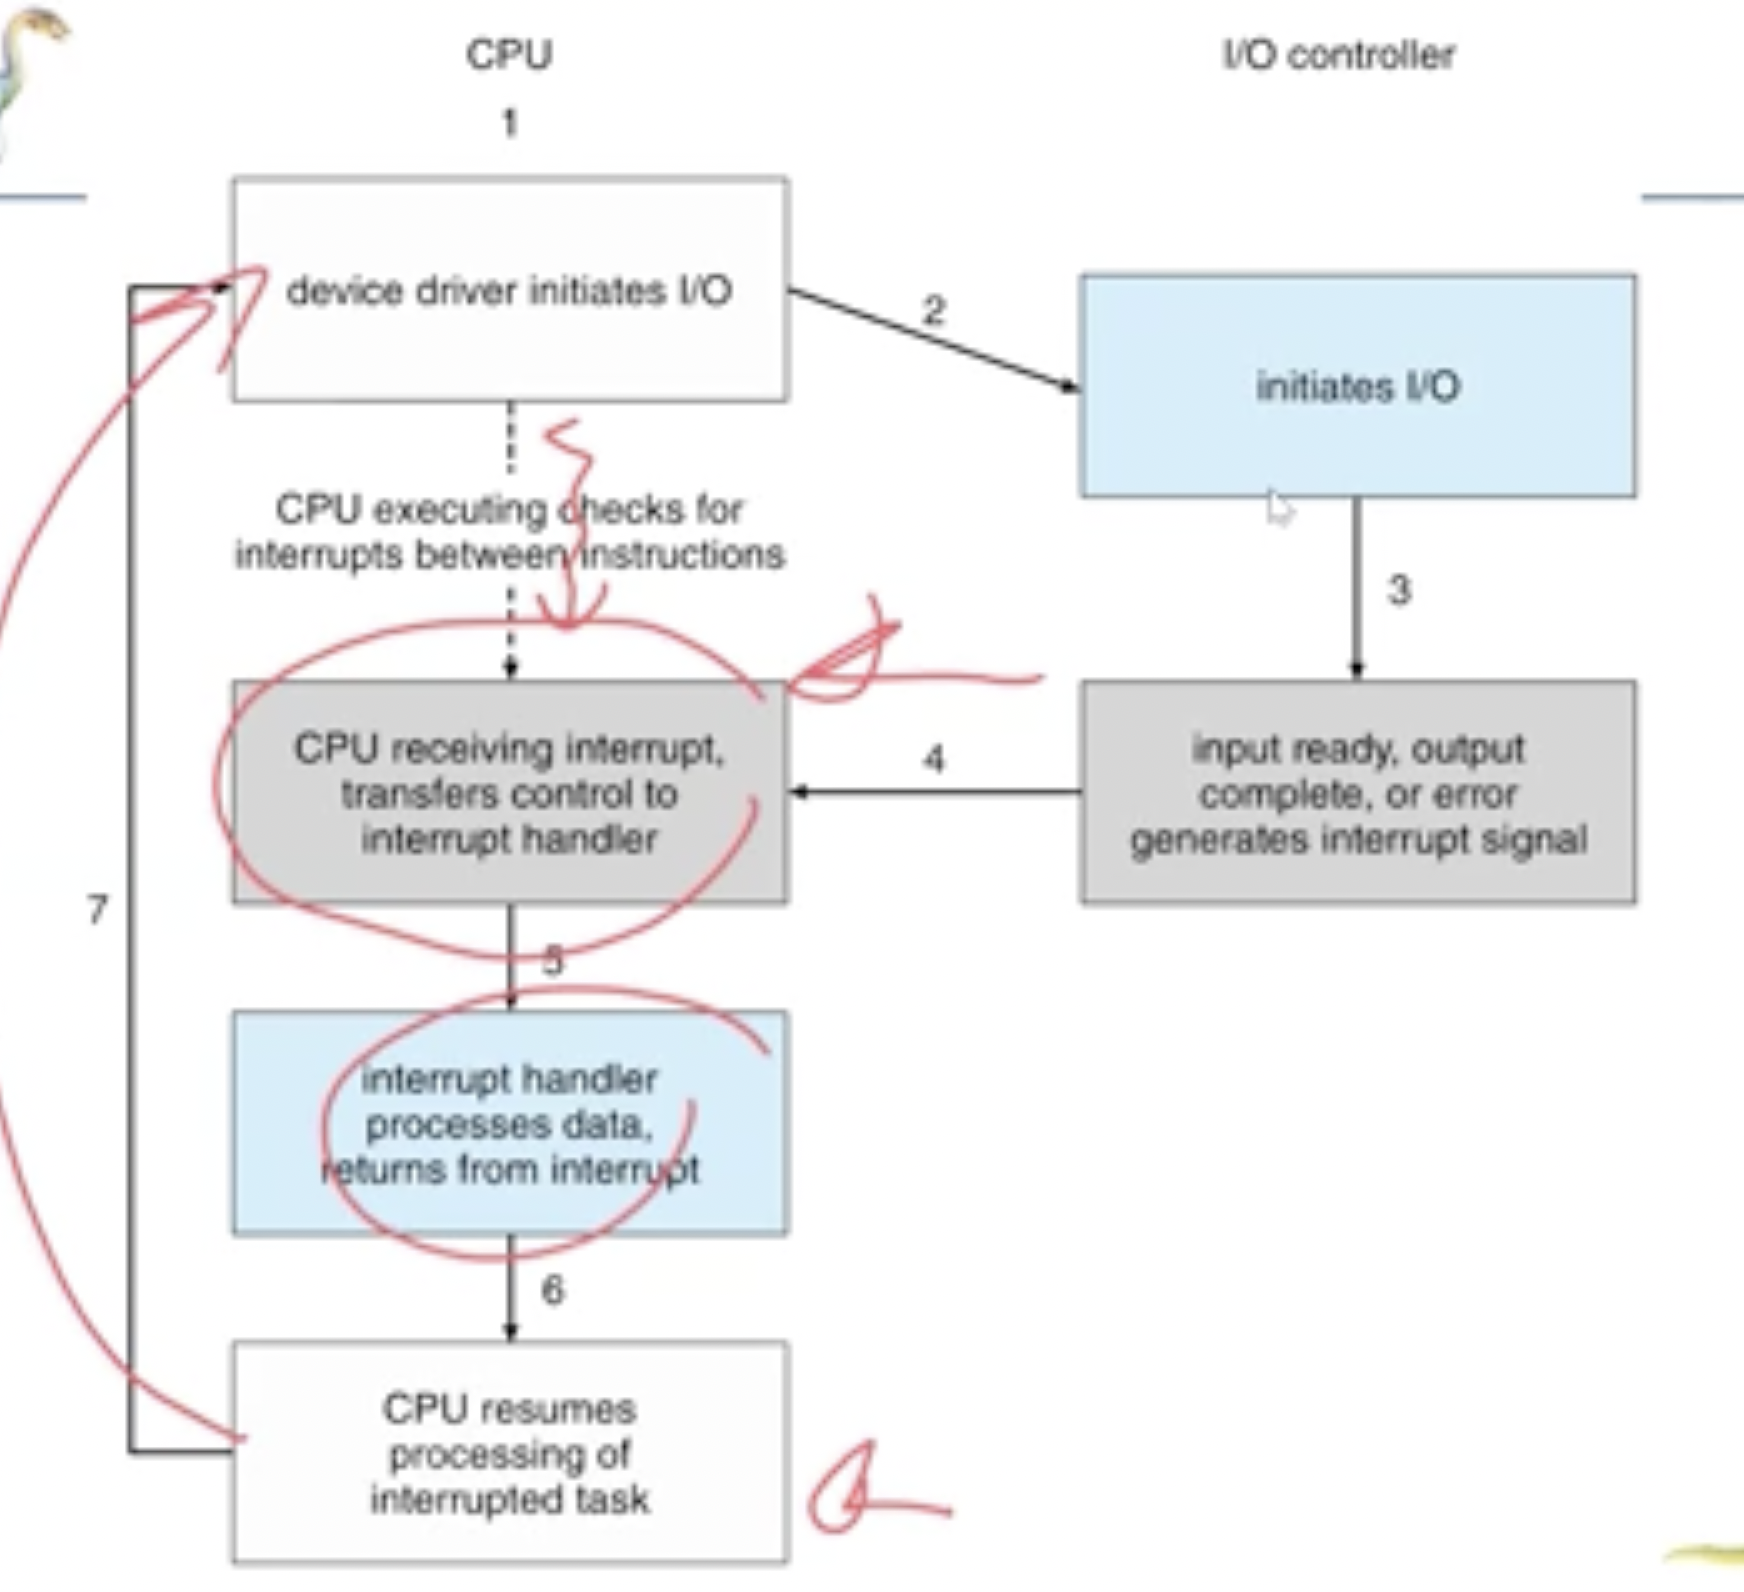 CPU
I/O controller
1
device driver initiates I/O
2
initiates I/O
CPU executing checks for
interrupts between instructions
3
CPU receiving interrupt,
transfers control to
interrupt handler
4
input ready, output
complete, or error
generates interrupt signal
7
5
interrupt handler
processes data,
returns from interrupt
6
CPU resumes
processing of
interrupted task